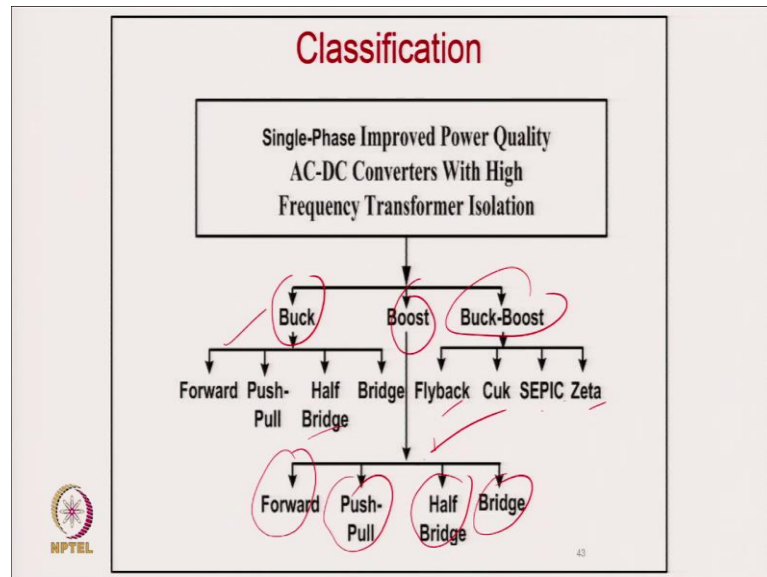 Classification
Single-Phase Improved Power Quality
AC-DC Converters With High
Frequency Transformer Isolation
Buck Boost Buck-Boost
Forward Push-Pull Half Bridge Bridge Flyback Cuk SEPIC Zeta
Forward Push-Pull Half Bridge Bridge
NPTEL
43